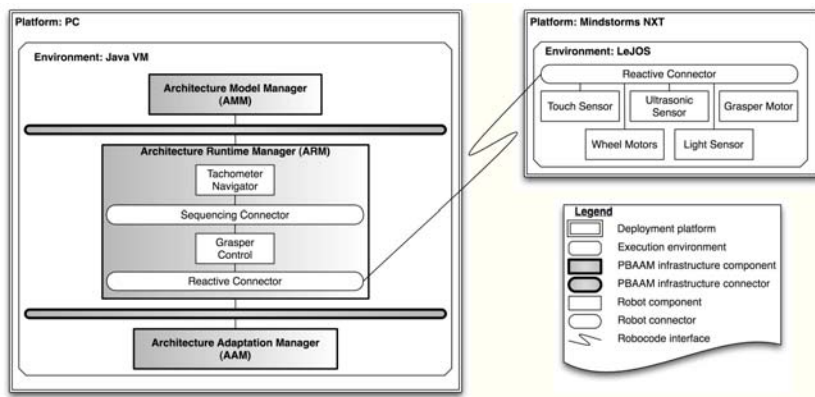 Platform: PC
Environment: Java VM
Architecture Model Manager
(AMM)
Architecture Runtime Manager (ARM)
Tachometer
Navigator
Sequencing Connector
Grasper
Control
Reactive Connector
Architecture Adaptation Manager
(AAM)
Platform: Mindstorms NXT
Environment: LeJOS
Reactive Connector
Touch Sensor
Ultrasonic
Sensor
Grasper Motor
Wheel Motors
Light Sensor
Legend
Deployment platform
Execution environment
PBAAM infrastructure component
PBAAM infrastructure connector
Robot component
Robot connector
Robocode interface